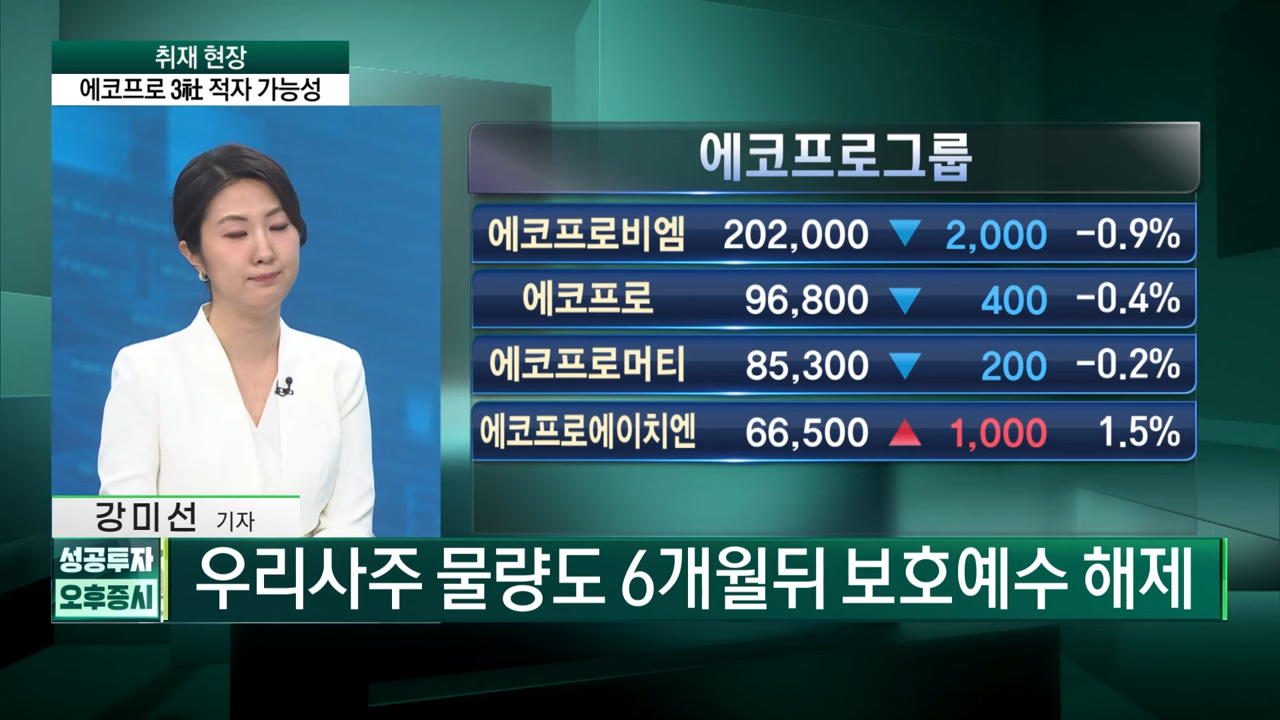 취재 현장
에코프로 3社 적자 가능성
에코프로그룹
에코프로비엠 202,000 ▼ 2,000 -0.9%
에코프로 96,800 ▼ 400 -0.4%
에코프로머티 85,300 ▼ 200 -0.2%
에코프로에이치엔 66,500 ▲ 1,000 1.5%
강미선 기자
성공투자
오후증시
우리사주 물량도 6개월뒤 보호예수 해제